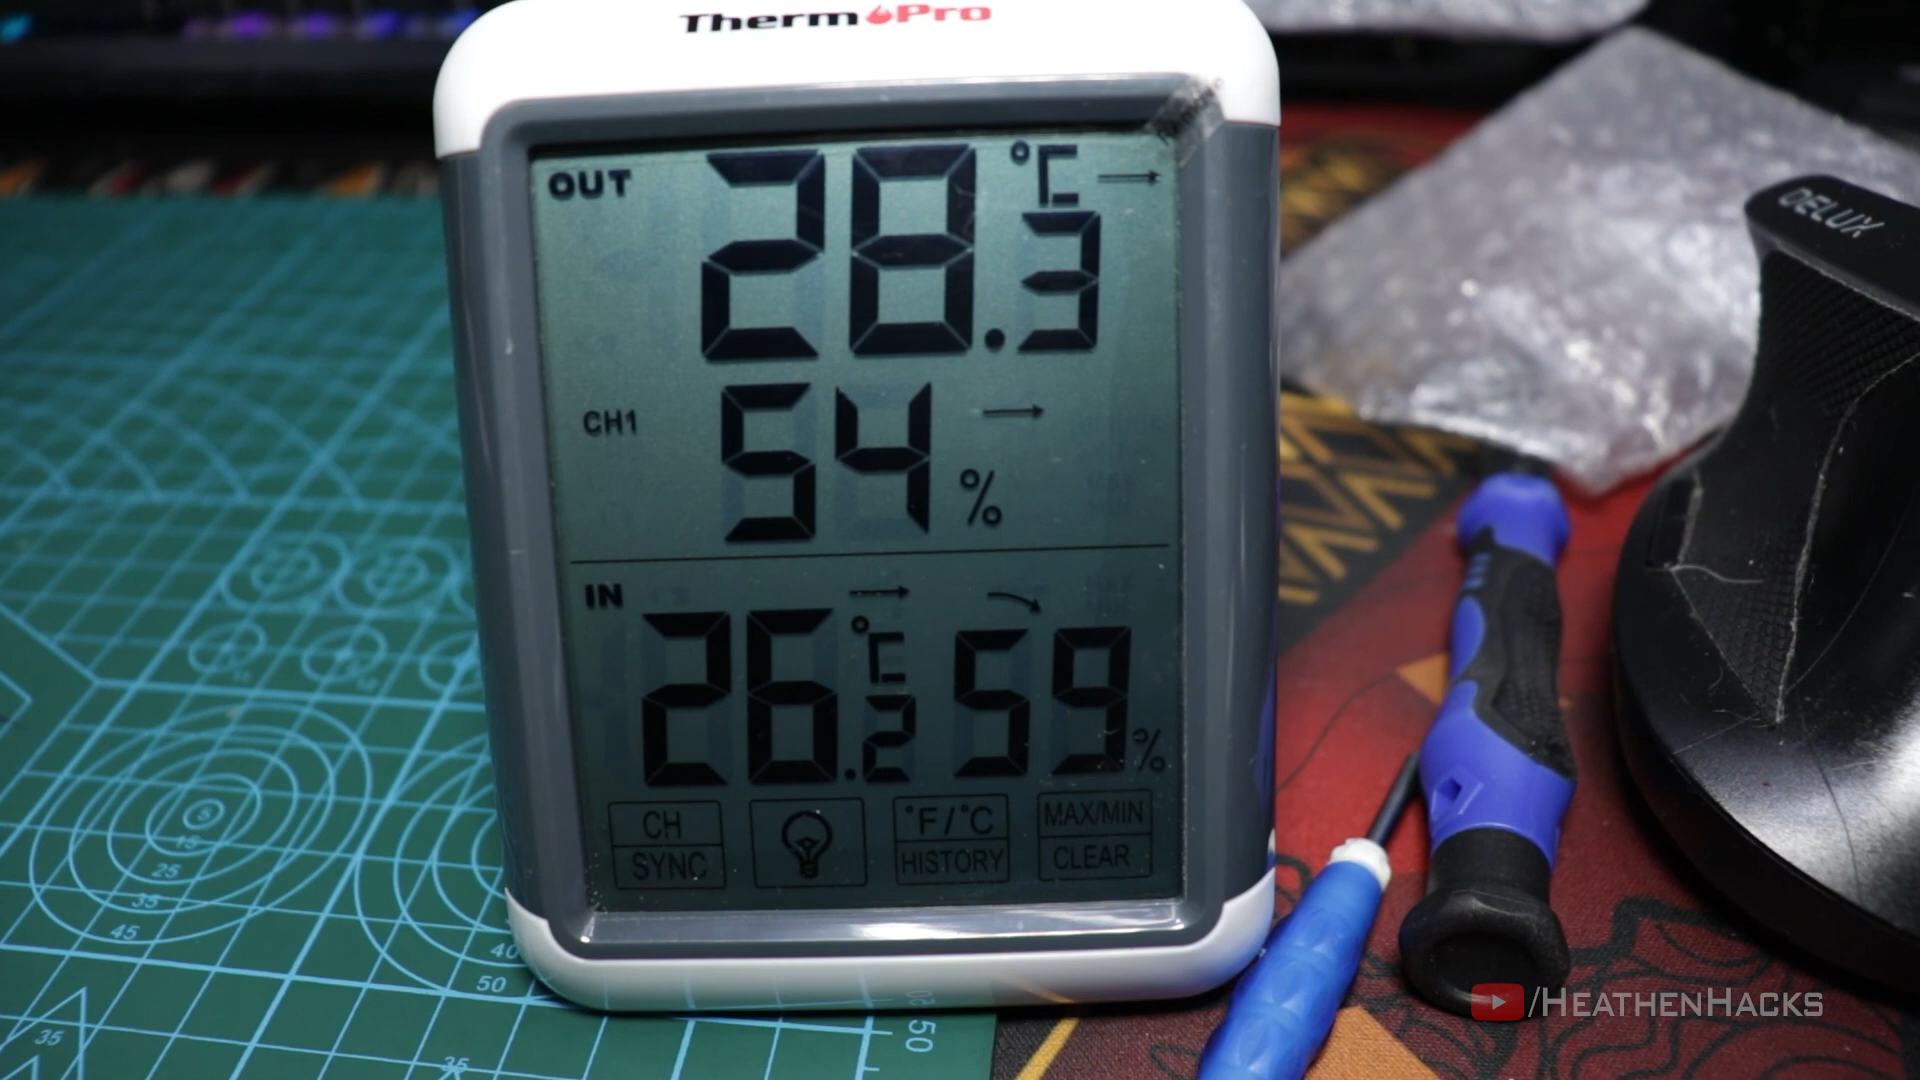 ThermoPro
OUT
28.3 °C →
CH1
54 % →
IN
26.2 °C →
59 %
CH
SYNC
°F/°C
HISTORY
MAX/MIN
CLEAR
DELUX
S
15
25
35
45
40
50
50
35
35
/HEATHENHACKS